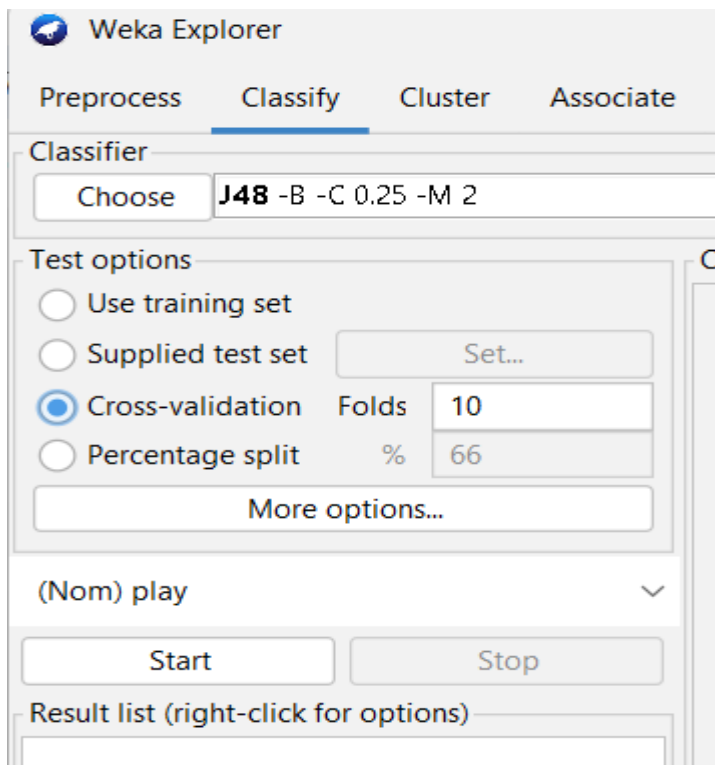 Weka Explorer
Preprocess Classify Cluster Associate
Classifier
Choose J48 -B -C 0.25 -M 2
Test options
Use training set
Supplied test set Set...
Cross-validation Folds 10
Percentage split % 66
More options...
(Nom) play
Start Stop
Result list (right-click for options)